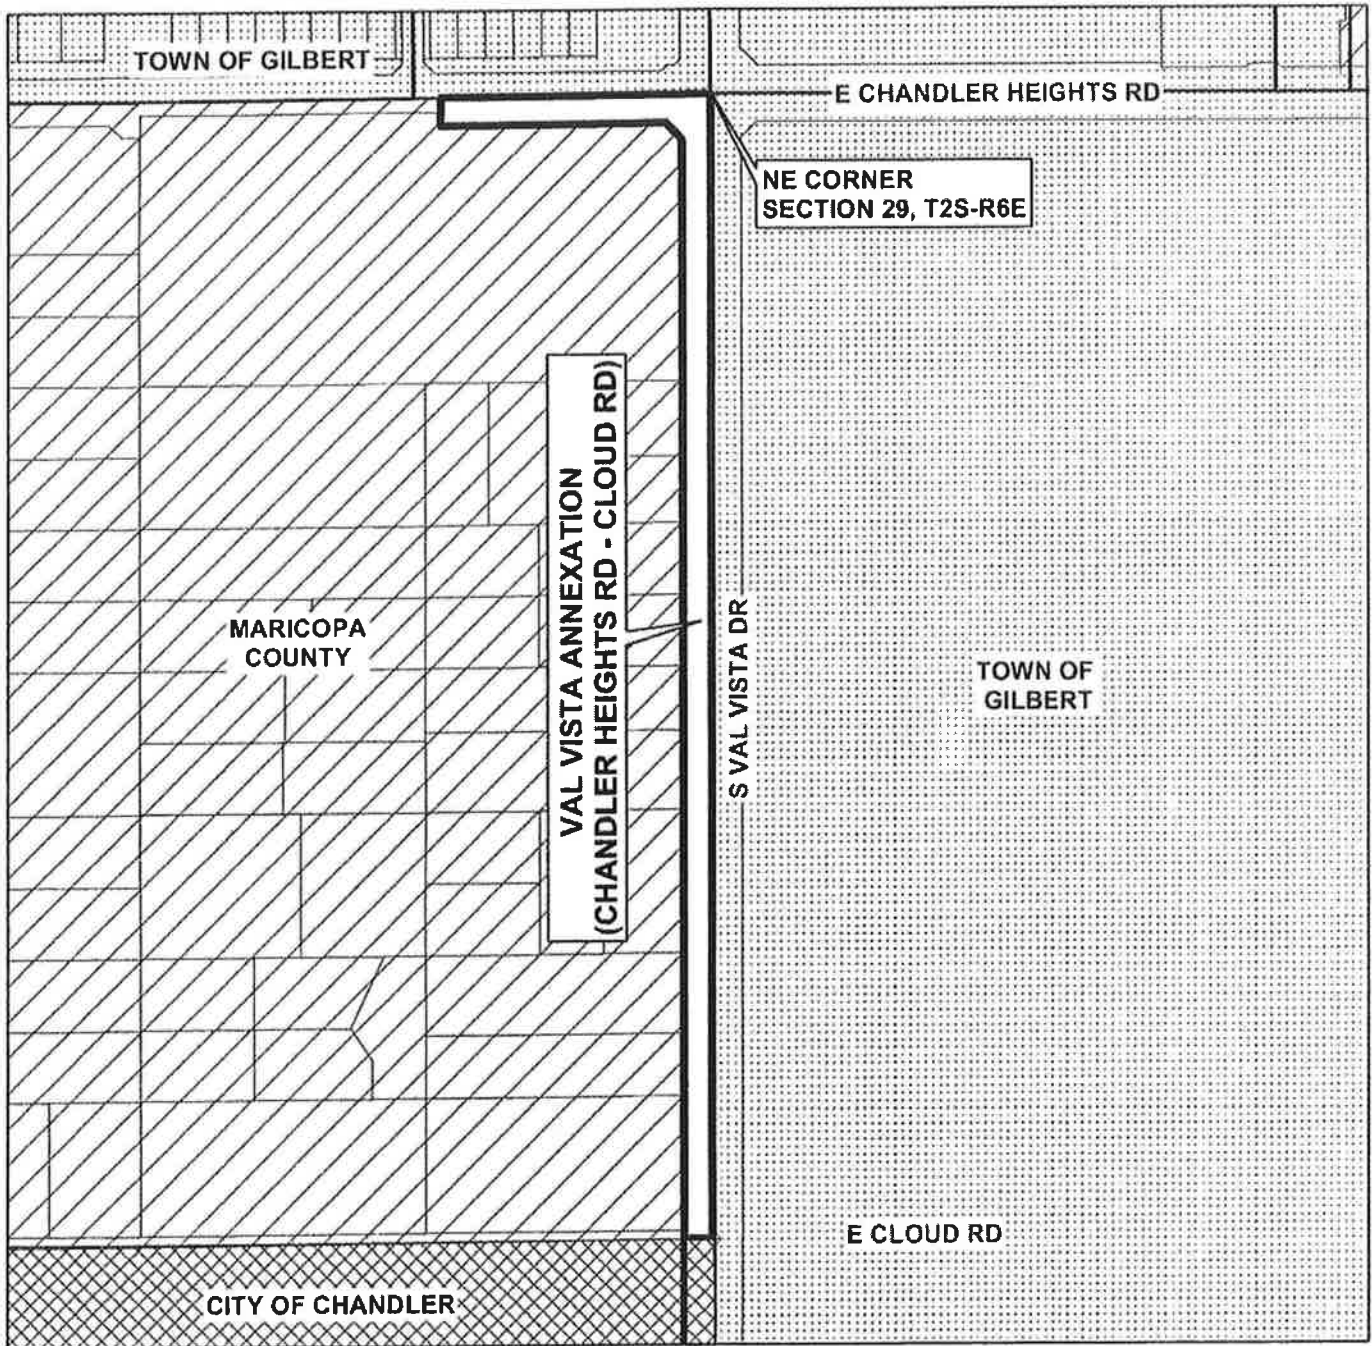 TOWN OF GILBERT
E CHANDLER HEIGHTS RD
NE CORNER
SECTION 29, T2S-R6E
VAL VISTA ANNEXATION
(CHANDLER HEIGHTS RD - CLOUD RD)
MARICOPA
COUNTY
S VAL VISTA DR
TOWN OF
GILBERT
E CLOUD RD
CITY OF CHANDLER